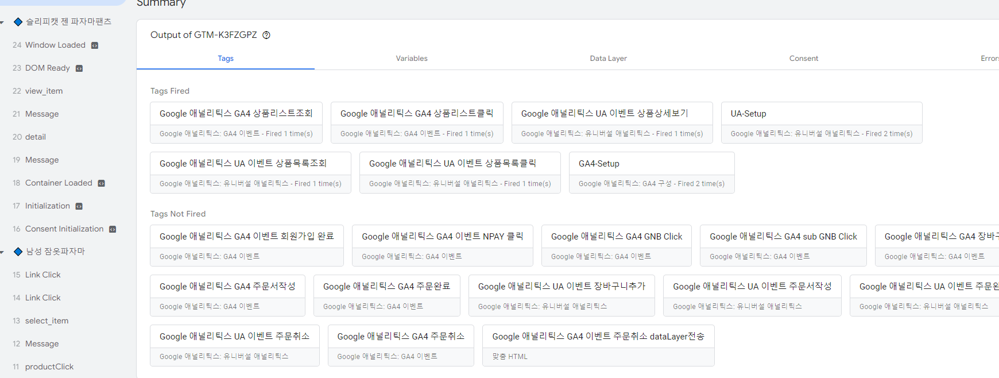 Summary
슬리피캣 젠 파자마팬츠
24 Window Loaded
23 DOM Ready
22 view_item
21 Message
20 detail
19 Message
18 Container Loaded
17 Initialization
16 Consent Initialization
남성 잠옷파자마
15 Link Click
14 Link Click
13 select_item
12 Message
11 productClick
Output of GTM-K3FZGPZ
Tags
Variables
Data Layer
Consent
Errors
Tags Fired
Google 애널리틱스 GA4 상품리스트조회
Google 애널리틱스: GA4 이벤트 - Fired 1 time(s)
Google 애널리틱스 GA4 상품리스트클릭
Google 애널리틱스: GA4 이벤트 - Fired 1 time(s)
Google 애널리틱스 UA 이벤트 상품상세보기
Google 애널리틱스: 유니버설 애널리틱스 - Fired 1 time(s)
UA-Setup
Google 애널리틱스: 유니버설 애널리틱스 - Fired 2 time(s)
Google 애널리틱스 UA 이벤트 상품목록조회
Google 애널리틱스: 유니버설 애널리틱스 - Fired 1 time(s)
Google 애널리틱스 UA 이벤트 상품목록클릭
Google 애널리틱스: 유니버설 애널리틱스 - Fired 1 time(s)
GA4-Setup
Google 애널리틱스: GA4 구성 - Fired 2 time(s)
Tags Not Fired
Google 애널리틱스 GA4 이벤트 회원가입 완료
Google 애널리틱스: GA4 이벤트
Google 애널리틱스 GA4 이벤트 NPAY 클릭
Google 애널리틱스: GA4 이벤트
Google 애널리틱스 GA4 GNB Click
Google 애널리틱스: GA4 이벤트
Google 애널리틱스 GA4 sub GNB Click
Google 애널리틱스: GA4 이벤트
Google 애널리틱스 GA4 장바구
Google 애널리틱스: GA4 이벤트
Google 애널리틱스 GA4 주문서작성
Google 애널리틱스: GA4 이벤트
Google 애널리틱스 GA4 주문완료
Google 애널리틱스: GA4 이벤트
Google 애널리틱스 UA 이벤트 장바구니추가
Google 애널리틱스: 유니버설 애널리틱스
Google 애널리틱스 UA 이벤트 주문서작성
Google 애널리틱스: 유니버설 애널리틱스
Google 애널리틱스 UA 이벤트 주문완
Google 애널리틱스: 유니버설 애널리틱스
Google 애널리틱스 UA 이벤트 주문취소
Google 애널리틱스: 유니버설 애널리틱스
Google 애널리틱스 GA4 주문취소
Google 애널리틱스: GA4 이벤트
Google 애널리틱스 GA4 이벤트 주문취소 dataLayer전송
맞춤 HTML